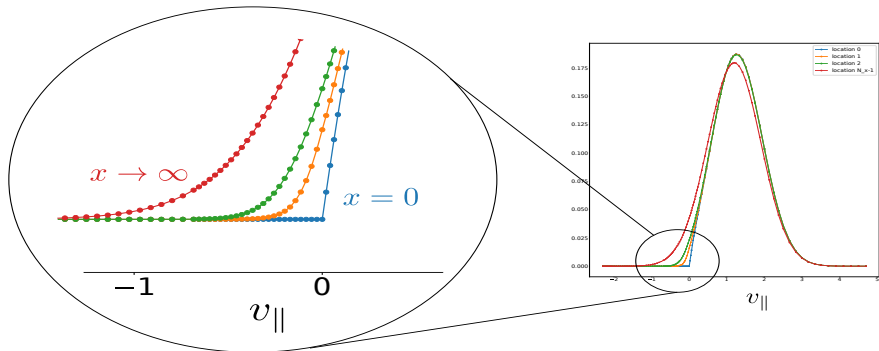 x → ∞
x = 0
−1
0
v∥
location 0
location 1
location 2
location N_x-1
0.175
0.150
0.125
0.100
0.075
0.050
0.025
0.000
−2
−1
0
1
2
3
4
5
v∥